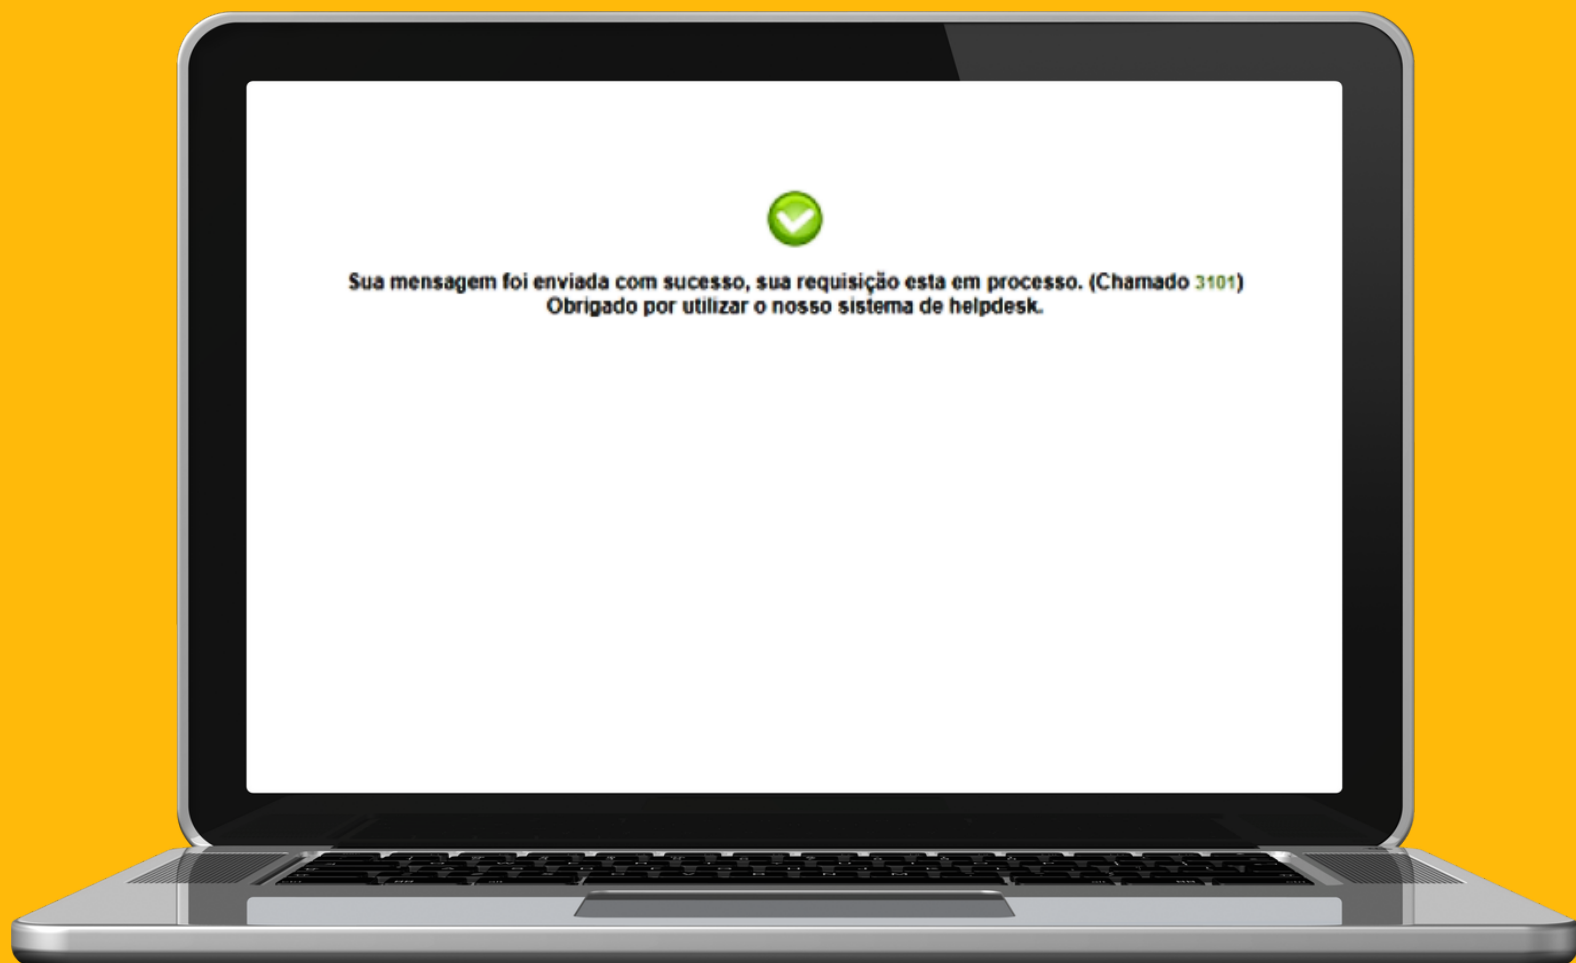 Sua mensagem foi enviada com sucesso, sua requisição esta em processo. (Chamado 3101)
Obrigado por utilizar o nosso sistema de helpdesk.